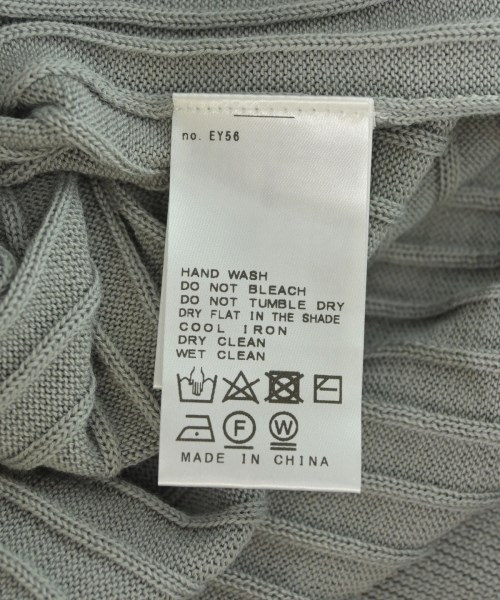 no. EY56
HAND WASH
DO NOT BLEACH
DO NOT TUMBLE DRY
DRY FLAT IN THE SHADE
COOL IRON
DRY CLEAN
WET CLEAN
F W
MADE IN CHINA